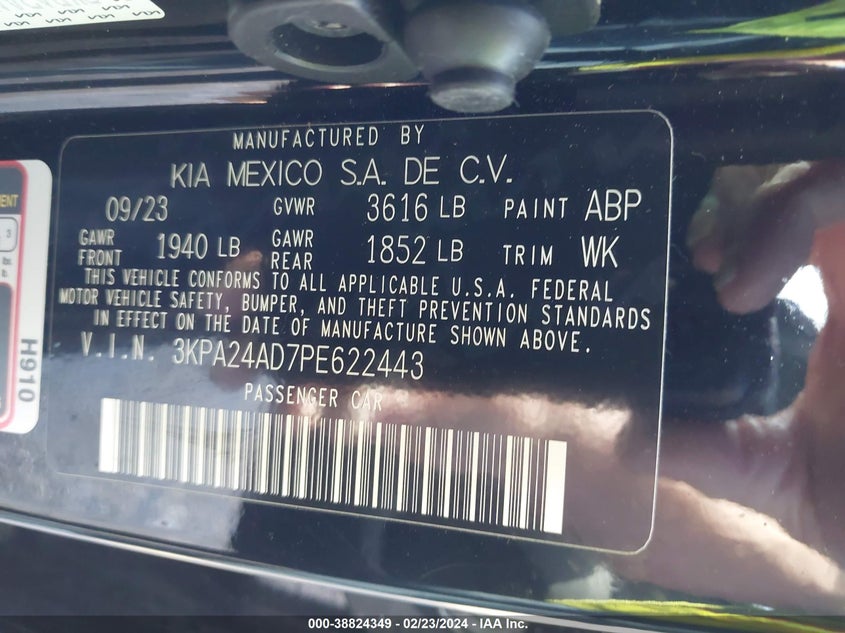 MANUFACTURED BY
KIA MEXICO S.A. DE C.V.
09/23 GVWR 3616 LB PAINT ABP
GAWR FRONT 1940 LB GAWR REAR 1852 LB TRIM WK
THIS VEHICLE CONFORMS TO ALL APPLICABLE U.S.A. FEDERAL
MOTOR VEHICLE SAFETY, BUMPER, AND THEFT PREVENTION STANDARDS
IN EFFECT ON THE DATE OF MANUFACTURE SHOWN ABOVE.
V.I.N. 3KPA24AD7PE622443
PASSENGER CAR
H910
000-38824349 / 02/23/2024 - IAA Inc.